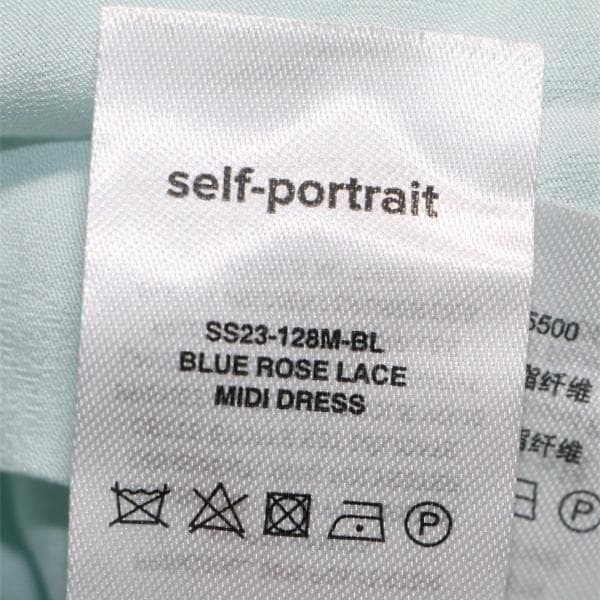 self-portrait
SS23-128M-BL
BLUE ROSE LACE
MIDI DRESS
P
5500
纤维
纤维
P